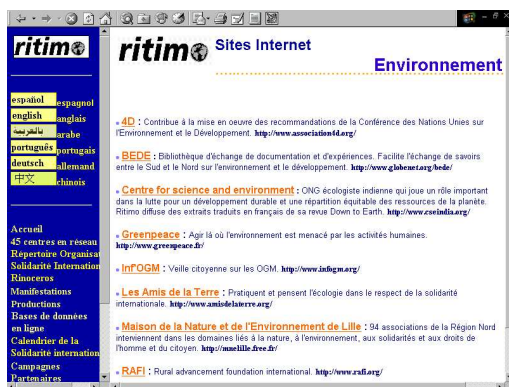 ritimo
ritimo
Sites Internet
Environnement
español espagnol
english anglais
بالعربية arabe
português portugais
deutsch allemand
中文 chinois
Accueil
45 centres en réseau
Répertoire Organisa
Solidarité Internation
Rinoceros
Manifestations
Productions
Bases de données
en ligne
Calendrier de la
Solidarité internation
Campagnes
Partenaires
4D : Contribue à la mise en oeuvre des recommandations de la Conférence des Nations Unies sur
l'Environnement et le Développement. http://www.association4d.org/
BEDE : Bibliothèque d'échange de documentation et d'expériences. Facilite l'échange de savoirs
entre le Sud et le Nord sur l'environnement et le développement. http://www.globenet.org/bede/
Centre for science and environment : ONG écologiste indienne qui joue un rôle important
dans la lutte pour un développement durable et une répartition équitable des ressources de la planète.
Ritimo diffuse des extraits traduits en français de sa revue Down to Earth. http://www.cseindia.org/
Greenpeace : Agir là où l'environnement est menacé par les activités humaines.
http://www.greenpeace.fr/
Inf'OGM : Veille citoyenne sur les OGM. http://www.infogm.org/
Les Amis de la Terre : Pratiquent et pensent l'écologie dans le respect de la solidarité
internationale. http://www.amisdelaterre.org/
Maison de la Nature et de l'Environnement de Lille : 94 associations de la Région Nord
interviennent dans les domaines liés à la nature, à l'environnement, aux solidarités et aux droits de
l'homme et du citoyen. http://mnelille.free.fr/
RAFI : Rural advancement foundation international. http://www.rafi.org/